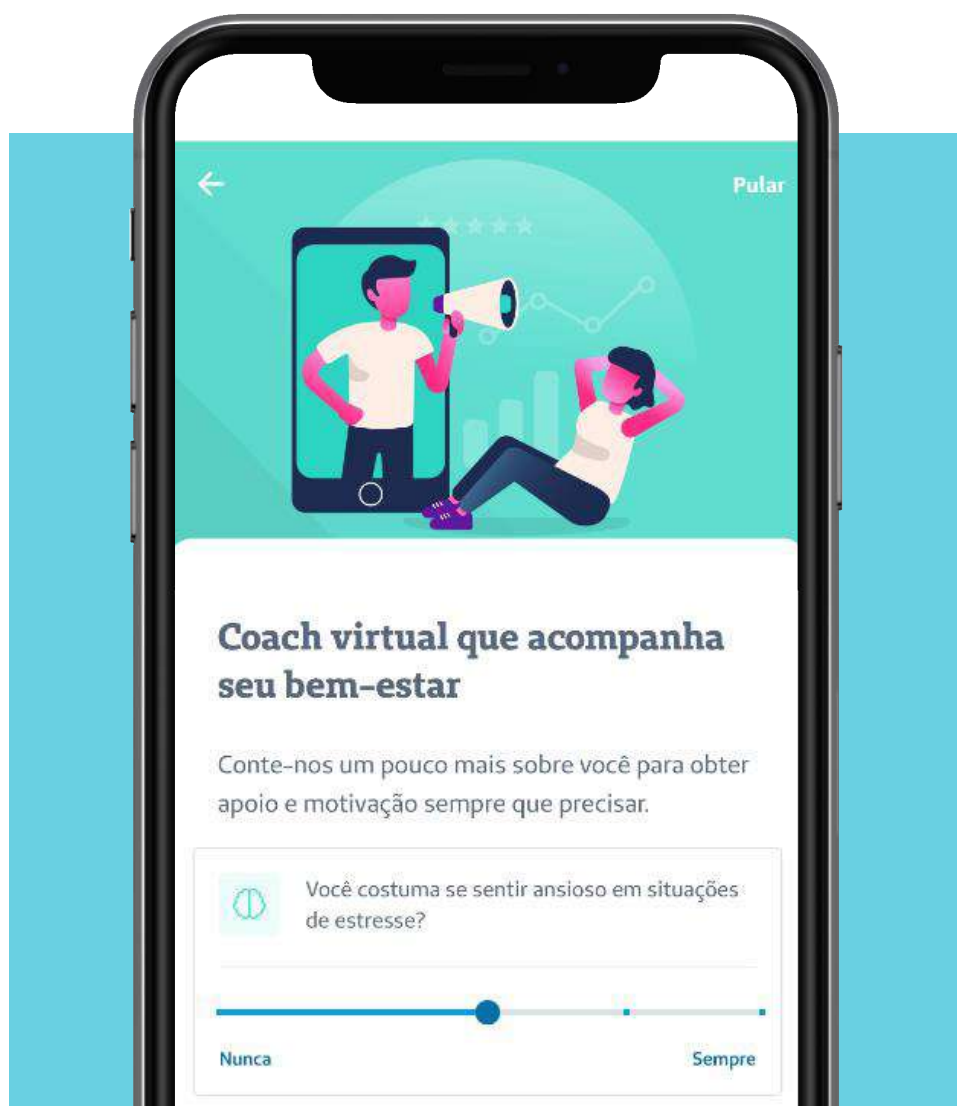 Pular
Coach virtual que acompanha
seu bem-estar
Conte-nos um pouco mais sobre você para obter
apoio e motivação sempre que precisar.
Você costuma se sentir ansioso em situações
de estresse?
Nunca
Sempre